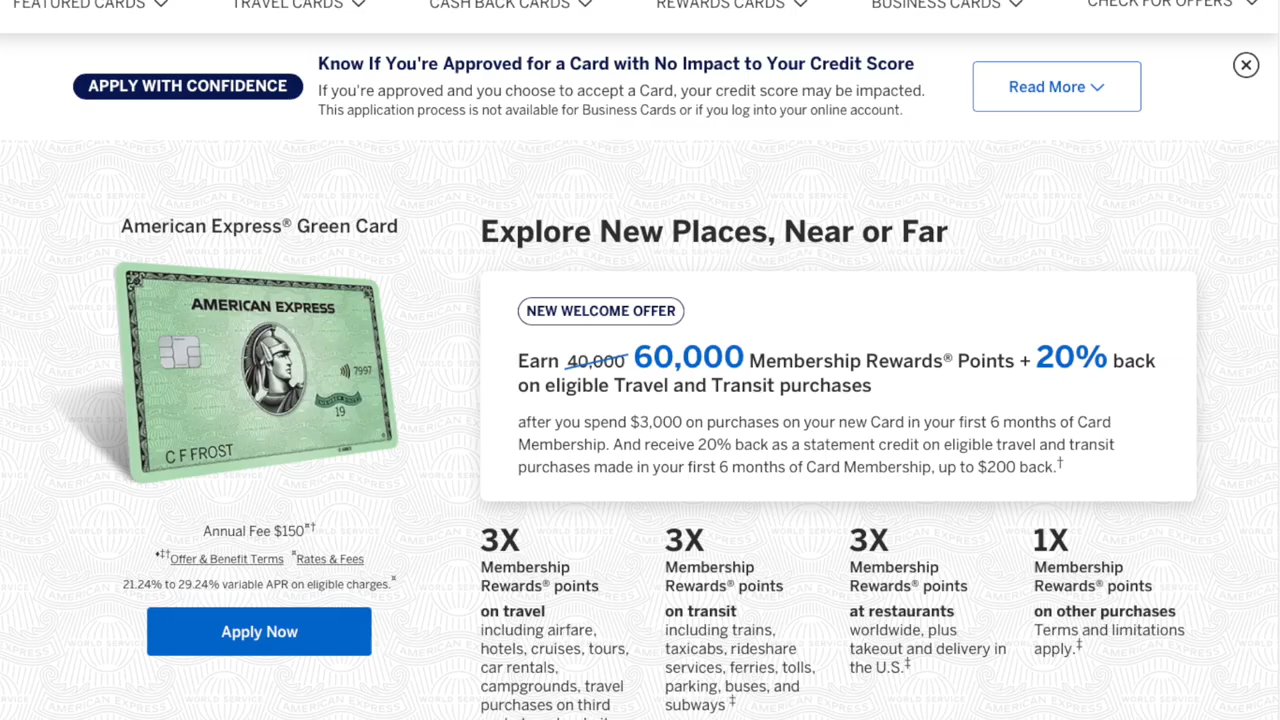 FEATURED CARDS
TRAVEL CARDS
CASH BACK CARDS
REWARDS CARDS
BUSINESS CARDS
CHECK FOR OFFERS
APPLY WITH CONFIDENCE
Know If You're Approved for a Card with No Impact to Your Credit Score
If you're approved and you choose to accept a Card, your credit score may be impacted.
This application process is not available for Business Cards or if you log into your online account.
Read More
American Express® Green Card
AMERICAN EXPRESS
7997
19
C F FROST
Annual Fee $150¤†
♦‡†Offer & Benefit Terms ¤Rates & Fees
21.24% to 29.24% variable APR on eligible charges.¤
Apply Now
Explore New Places, Near or Far
NEW WELCOME OFFER
Earn 40,000 60,000 Membership Rewards® Points + 20% back
on eligible Travel and Transit purchases
after you spend $3,000 on purchases on your new Card in your first 6 months of Card
Membership. And receive 20% back as a statement credit on eligible travel and transit
purchases made in your first 6 months of Card Membership, up to $200 back.†
3X
Membership
Rewards® points
on travel
including airfare,
hotels, cruises, tours,
car rentals,
campgrounds, travel
purchases on third
3X
Membership
Rewards® points
on transit
including trains,
taxicabs, rideshare
services, ferries, tolls,
parking, buses, and
subways ‡
3X
Membership
Rewards® points
at restaurants
worldwide, plus
takeout and delivery in
the U.S.‡
1X
Membership
Rewards® points
on other purchases
Terms and limitations
apply.‡